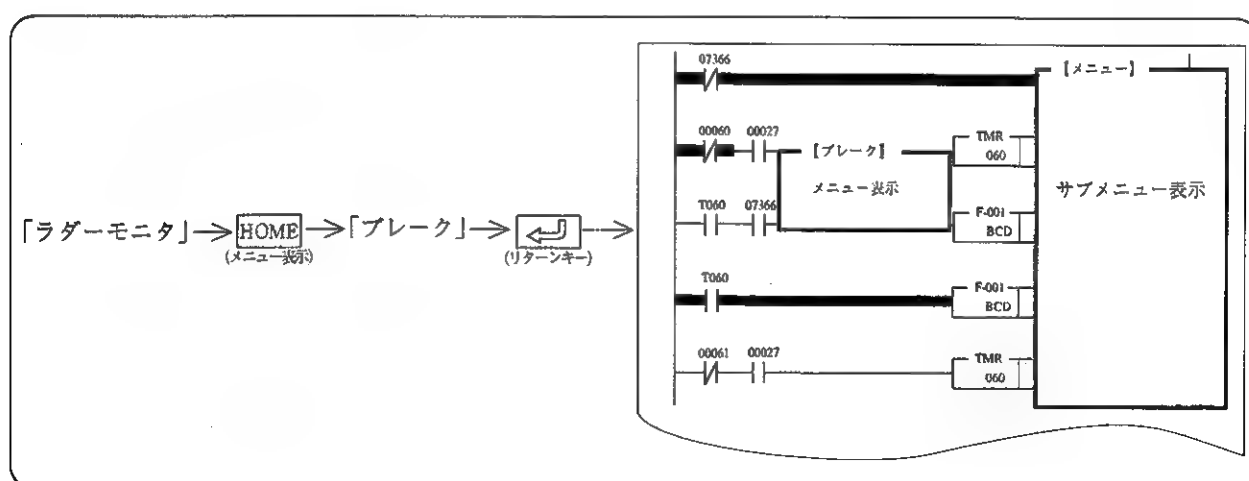 「ラダーモニタ」→HOME→「ブレーク」→
(メニュー表示)
(リターンキー)
07366
【メニュー】
サブメニュー表示
00060 00027
【ブレーク】
メニュー表示
TMR
060
T060 07366
F-001
BCD
T060
F-001
BCD
00061 00027
TMR
060